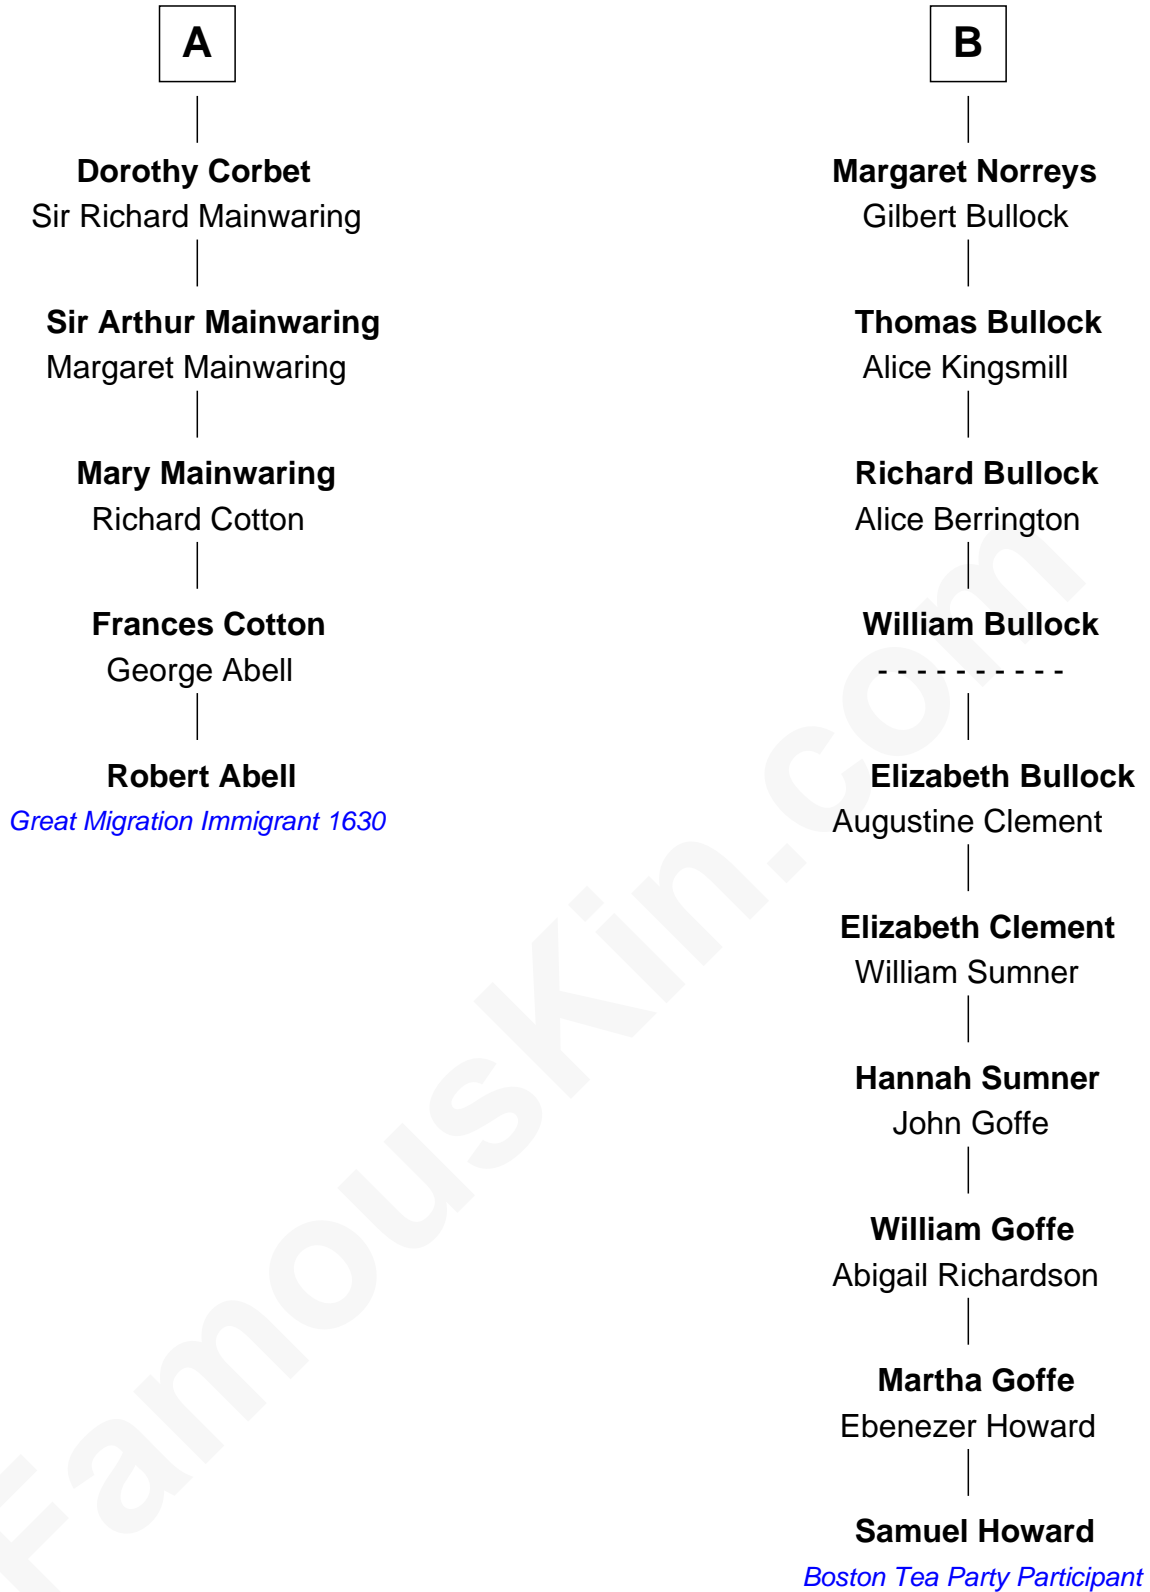 A
Dorothy Corbet
Sir Richard Mainwaring
Sir Arthur Mainwaring
Margaret Mainwaring
Mary Mainwaring
Richard Cotton
Frances Cotton
George Abell
Robert Abell
Great Migration Immigrant 1630
B
Margaret Norreys
Gilbert Bullock
Thomas Bullock
Alice Kingsmill
Richard Bullock
Alice Berrington
William Bullock
- - - - - - - - - -
Elizabeth Bullock
Augustine Clement
Elizabeth Clement
William Sumner
Hannah Sumner
John Goffe
William Goffe
Abigail Richardson
Martha Goffe
Ebenezer Howard
Samuel Howard
Boston Tea Party Participant
FamousKin.com